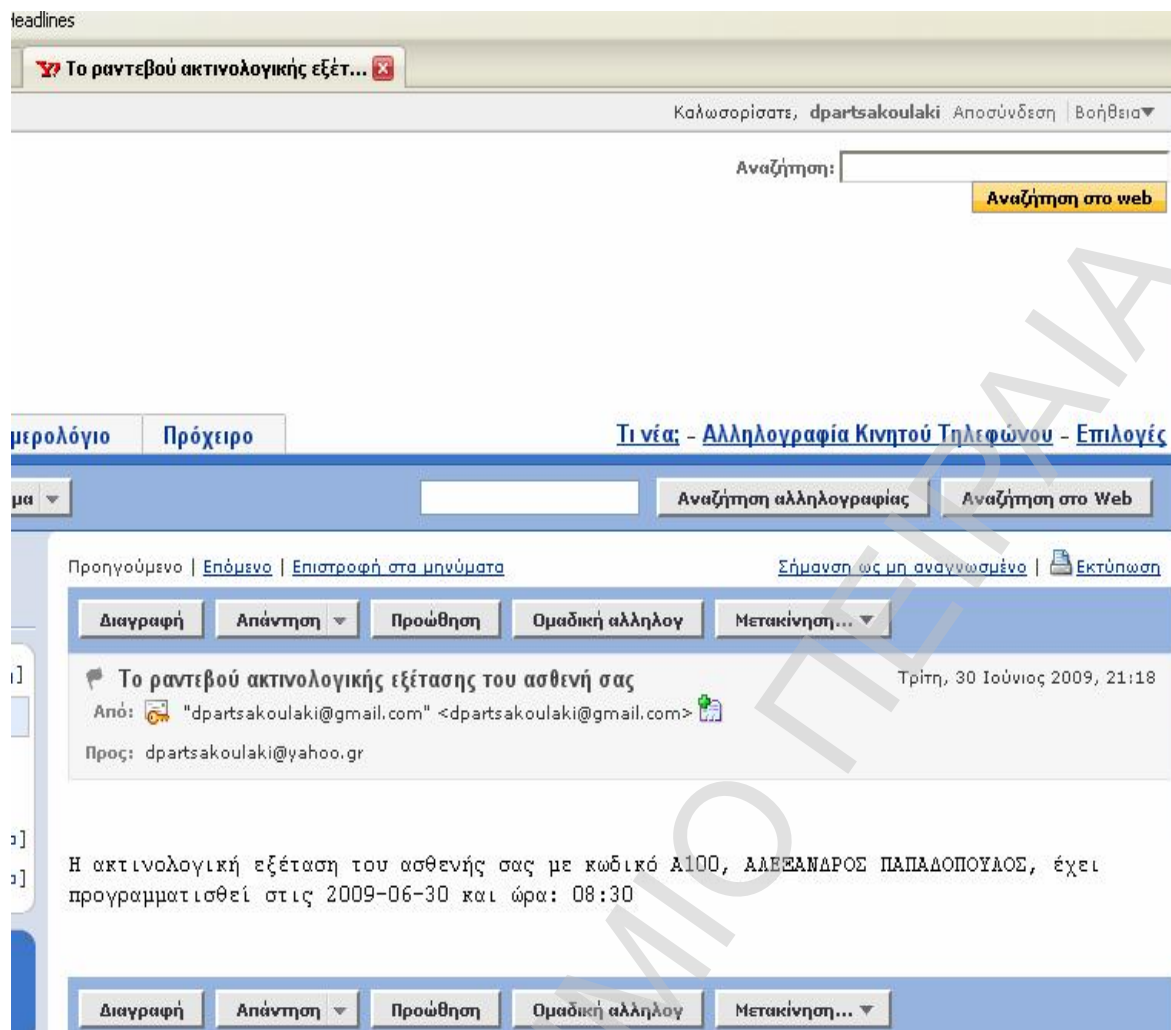 Headlines
Το ραντεβού ακτινολογικής εξέτ...
Καλωσορίσατε, dpartsakoulaki Αποσύνδεση | Βοήθεια
Αναζήτηση:
Αναζήτηση στο web
μερολόγιο Πρόχειρο Τι νέα; - Αλληλογραφία Κινητού Τηλεφώνου - Επιλογές
μα Αναζήτηση αλληλογραφίας Αναζήτηση στο Web
Προηγούμενο | Επόμενο | Επιστροφή στα μηνύματα Σήμανση ως μη αναγνωσμένο | Εκτύπωση
Διαγραφή Απάντηση Προώθηση Ομαδική αλληλογ Μετακίνηση...
Το ραντεβού ακτινολογικής εξέτασης του ασθενή σας Τρίτη, 30 Ιούνιος 2009, 21:18
Από: "dpartsakoulaki@gmail.com" <dpartsakoulaki@gmail.com>
Προς: dpartsakoulaki@yahoo.gr
Η ακτινολογική εξέταση του ασθενής σας με κωδικό A100, ΑΛΕΞΑΝΔΡΟΣ ΠΑΠΑΔΟΠΟΥΛΟΣ, έχει
προγραμματισθεί στις 2009-06-30 και ώρα: 08:30
Διαγραφή Απάντηση Προώθηση Ομαδική αλληλογ Μετακίνηση...
ΜΙΟ ΠΕΙΡΑΙΑ